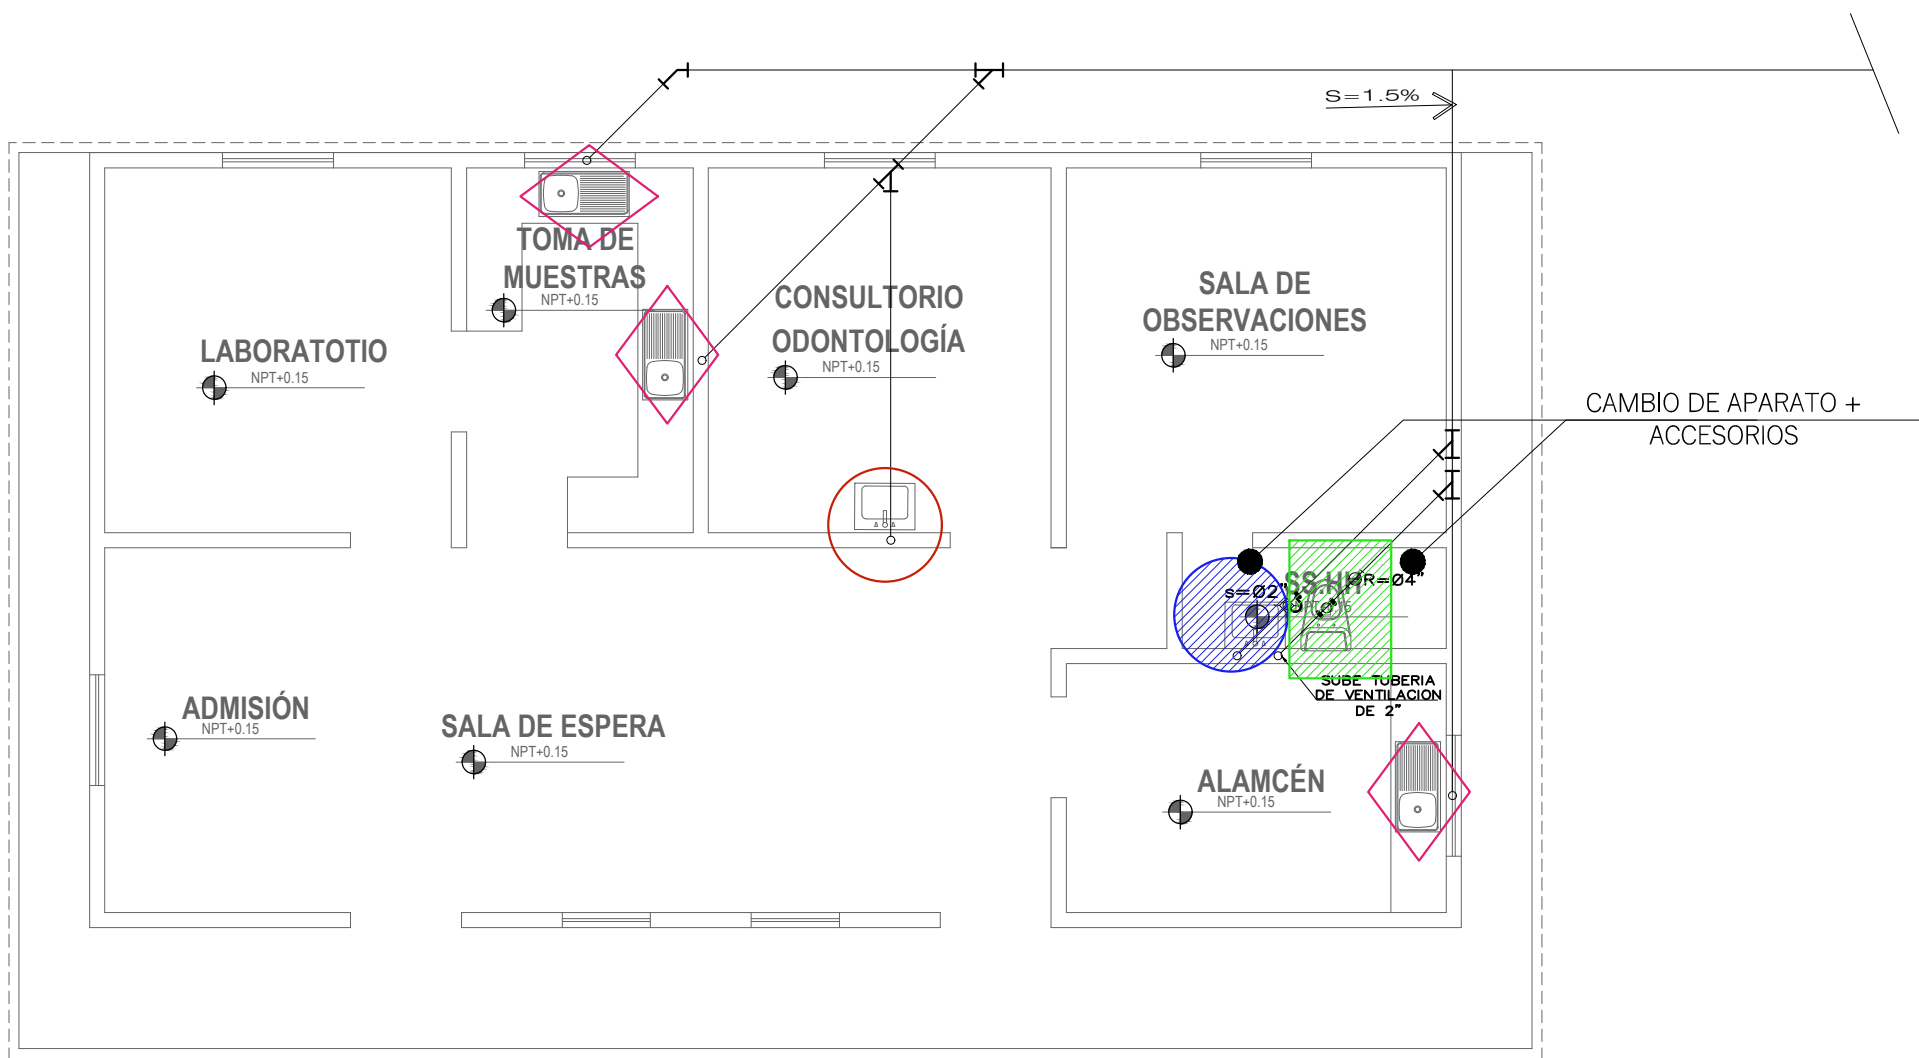 S=1.5%
TOMA DE
MUESTRAS
NPT+0.15
CONSULTORIO
ODONTOLOGÍA
NPT+0.15
SALA DE
OBSERVACIONES
NPT+0.15
LABORATOTIO
NPT+0.15
CAMBIO DE APARATO +
ACCESORIOS
SS.HH
R=Ø4"
s=Ø2"
SUBE TUBERIA
DE VENTILACION
DE 2"
ADMISIÓN
NPT+0.15
SALA DE ESPERA
NPT+0.15
ALAMCÉN
NPT+0.15